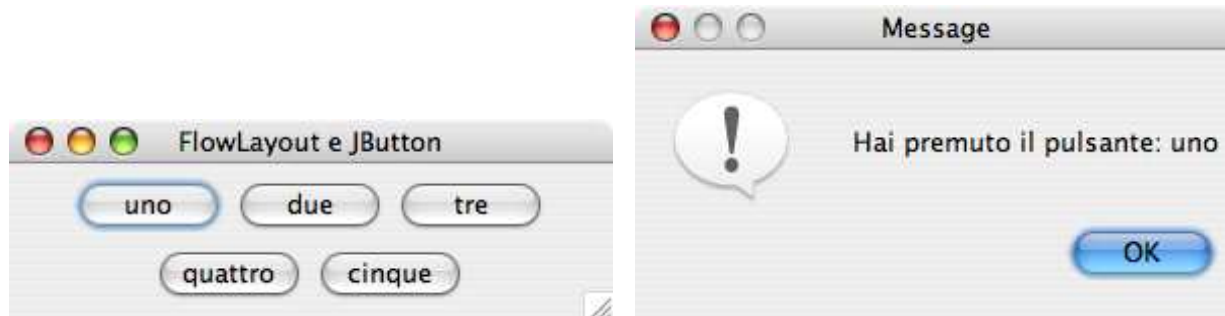 FlowLayout e JButton
uno due tre
quattro cinque
Message
!
Hai premuto il pulsante: uno
OK